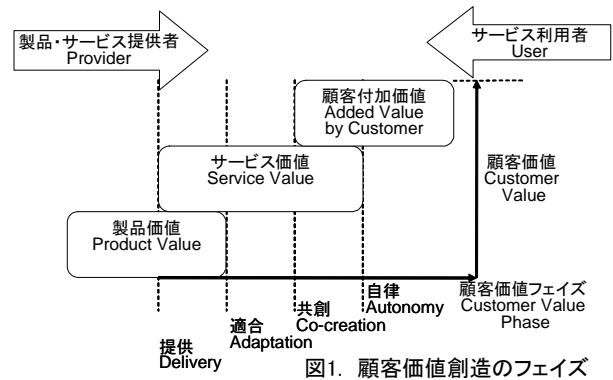 製品・サービス提供者
Provider
サービス利用者
User
顧客付加価値
Added Value
by Customer
サービス価値
Service Value
顧客価値
Customer
Value
製品価値
Product Value
顧客価値フェイズ
Customer Value
Phase
自律
Autonomy
共創
Co-creation
適合
Adaptation
提供
Delivery
図1. 顧客価値創造のフェイズ